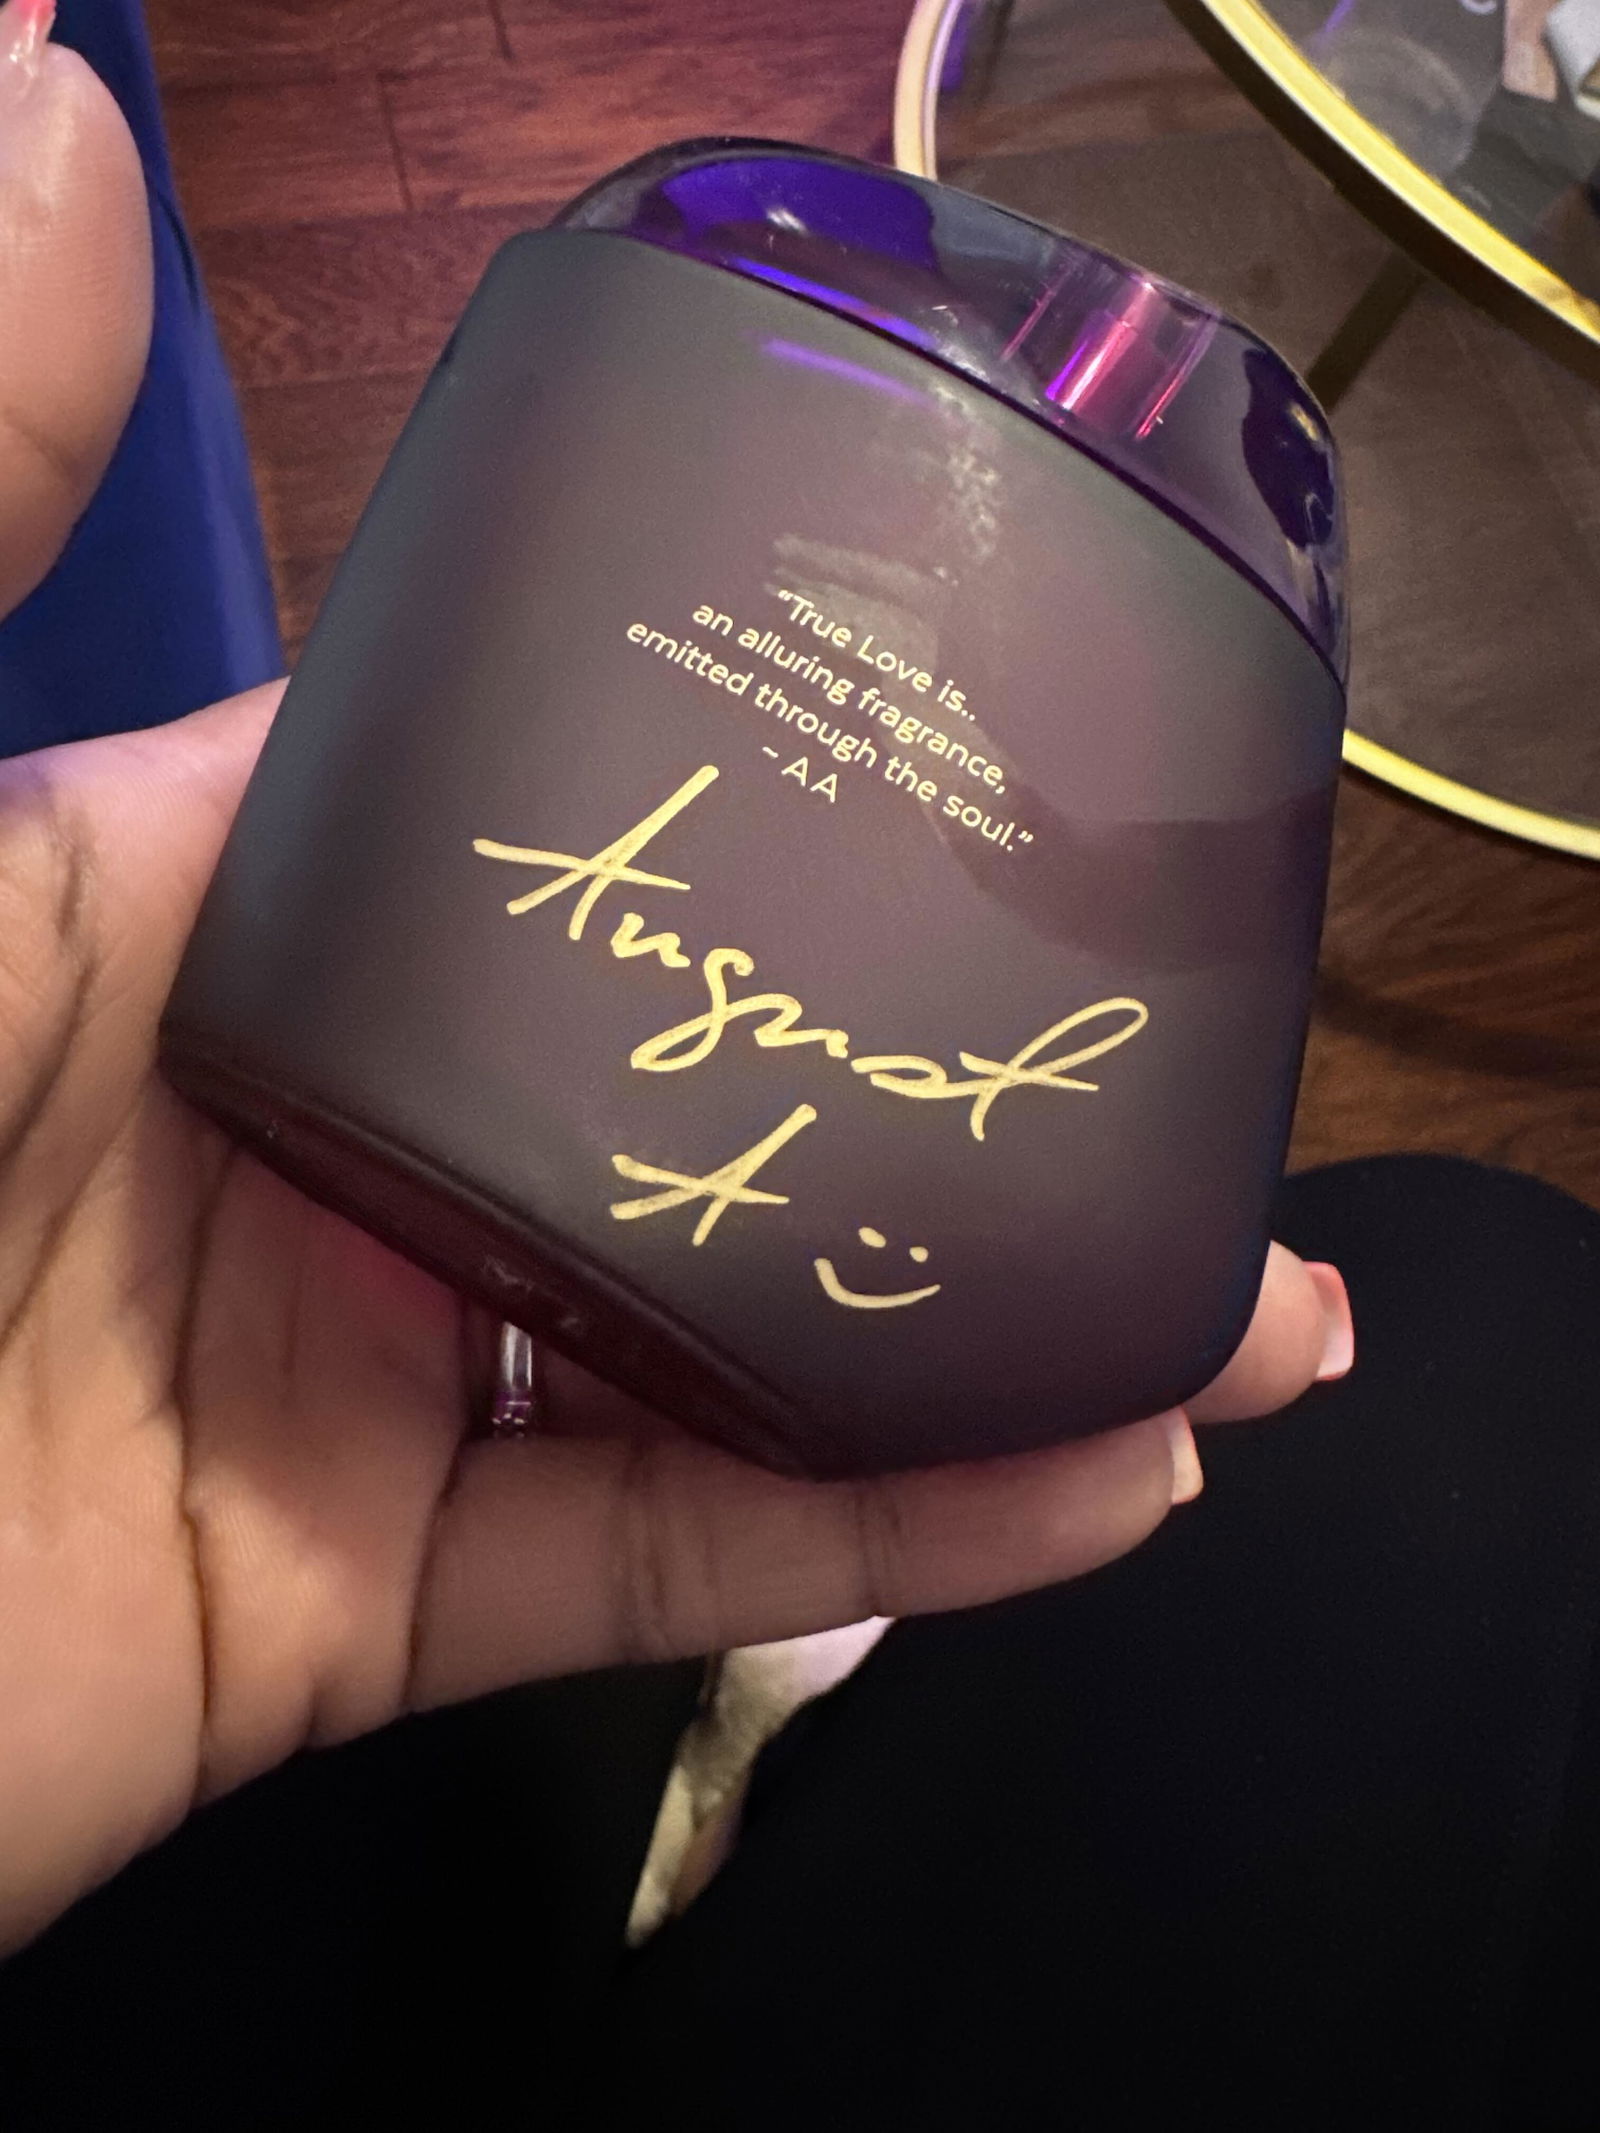 “True Love is..
an alluring fragrance,
emitted through the soul.”
~ AA
August
A :)